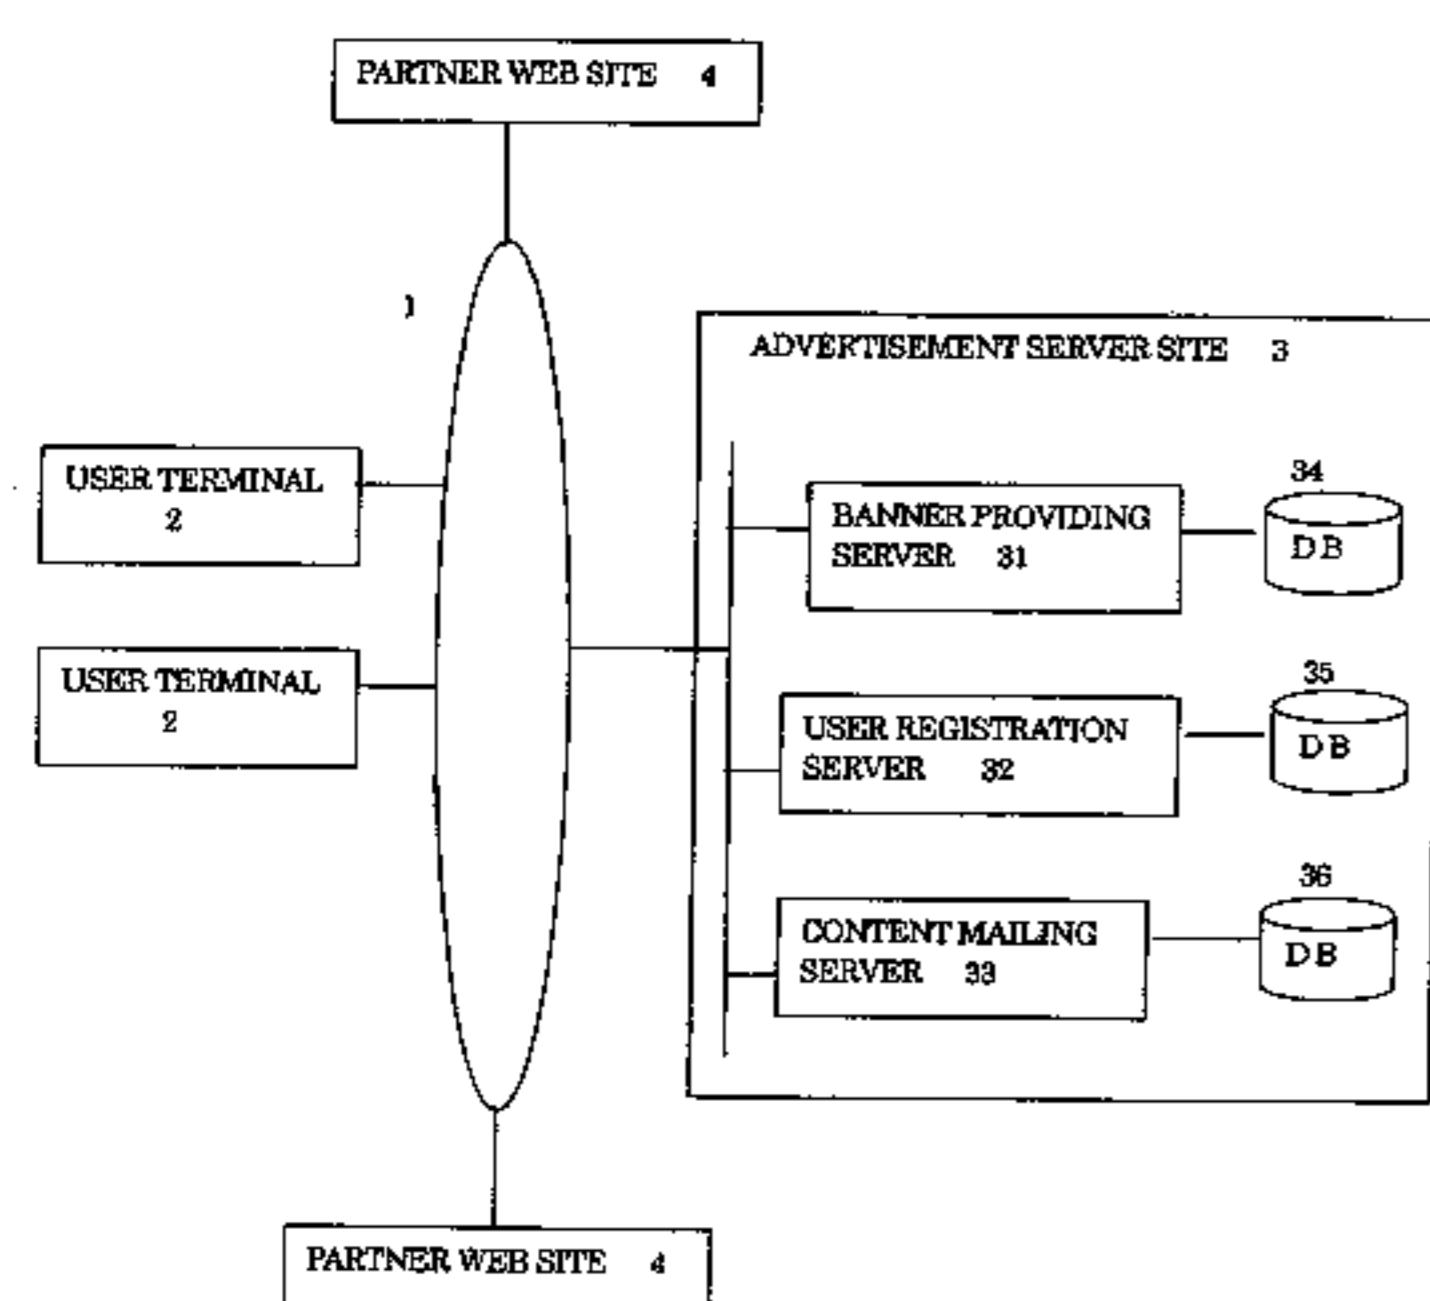 PARTNER WEB SITE 4
1
ADVERTISEMENT SERVER SITE 3
USER TERMINAL
2
USER TERMINAL
2
34
BANNER PROVIDING
SERVER 31
DB
35
USER REGISTRATION
SERVER 32
DB
36
CONTENT MAILING
SERVER 33
DB
PARTNER WEB SITE 4